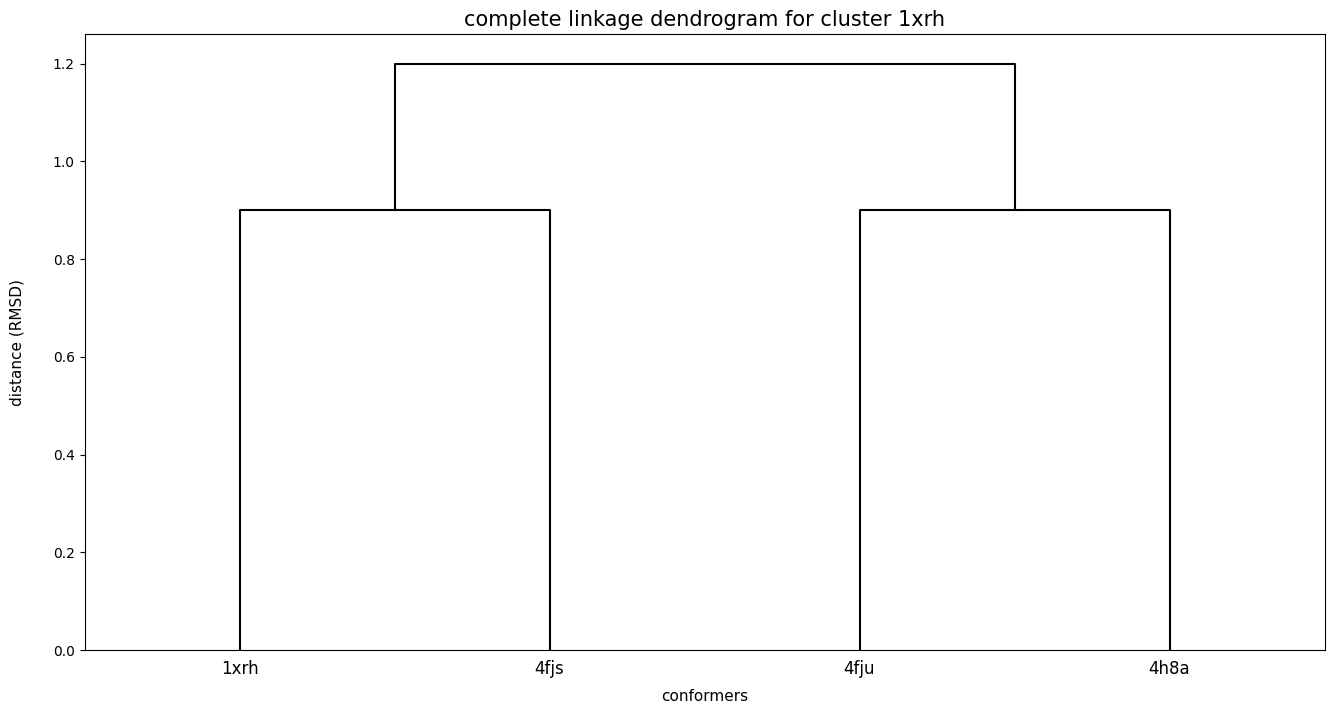 complete linkage dendrogram for cluster 1xrh
1.2
1.0
0.8
0.6
0.4
0.2
0.0
distance (RMSD)
1xrh 4fjs 4fju 4h8a
conformers